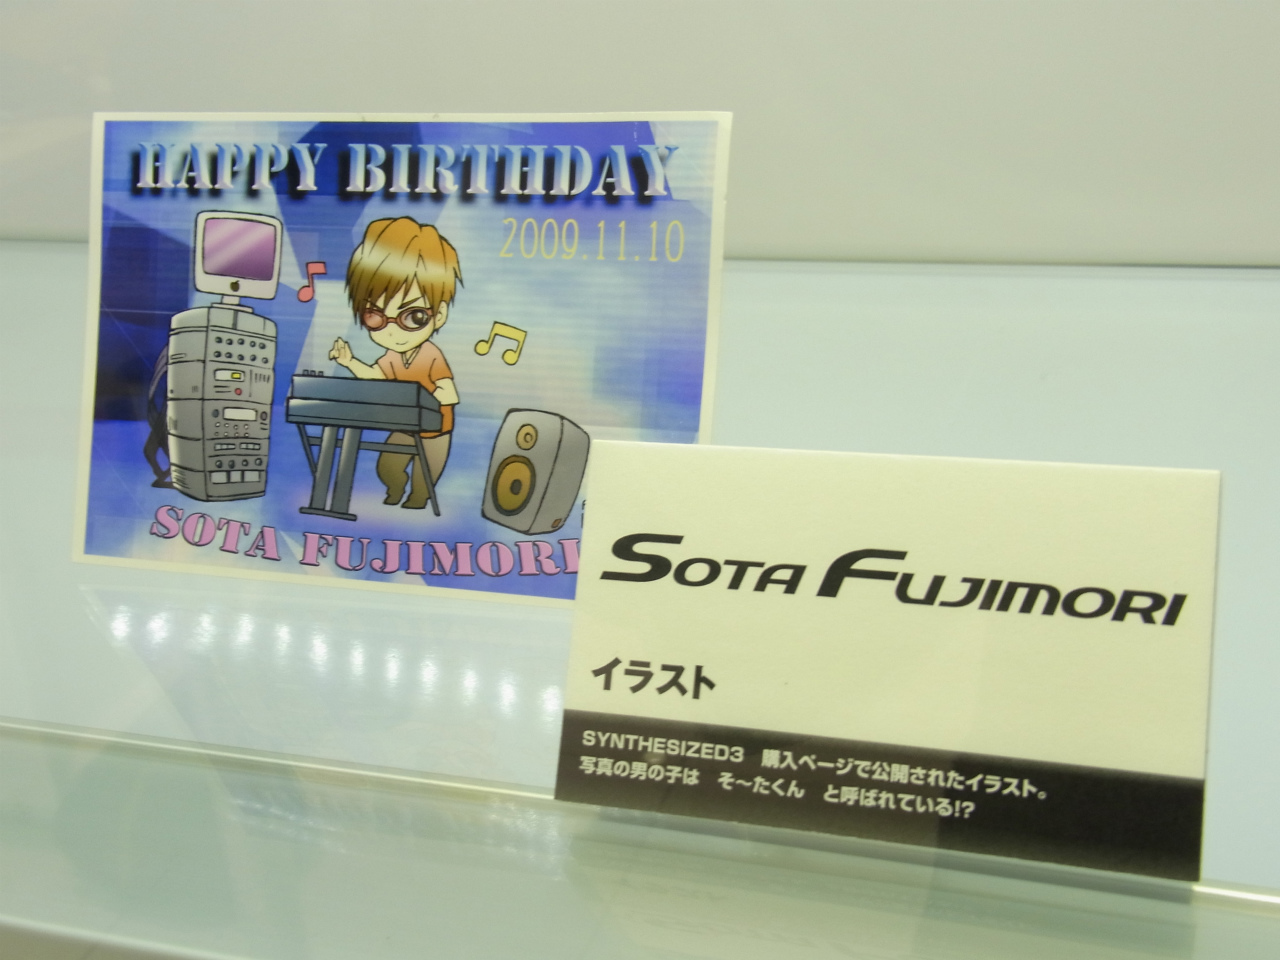 HAPPY BIRTHDAY
2009.11.10
SOTA FUJIMORI
SOTA FUJIMORI
イラスト
SYNTHESIZED3 購入ページで公開されたイラスト。
写真の男の子は そ〜たくん と呼ばれている!?